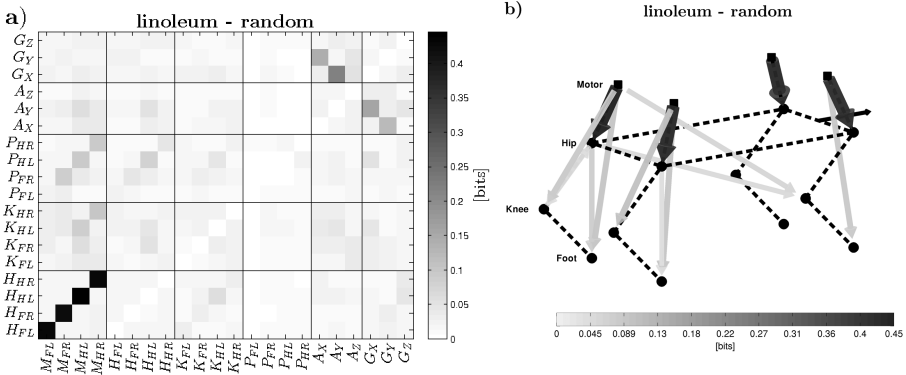 a)
linoleum - random
G_Z
G_Y
G_X
A_Z
A_Y
A_X
P_HR
P_HL
P_FR
P_FL
K_HR
K_HL
K_FR
K_FL
H_HR
H_HL
H_FR
H_FL
M_FL M_FR M_HL M_HR H_FL H_FR H_HL H_HR K_FL K_FR K_HL K_HR P_FL P_FR P_HL P_HR A_X A_Y A_Z G_X G_Y G_Z
0.4
0.35
0.3
0.25
0.2
0.15
0.1
0.05
0
[bits]
b)
linoleum - random
Motor
Hip
Knee
Foot
0 0.045 0.089 0.13 0.18 0.22 0.27 0.31 0.36 0.4 0.45
[bits]